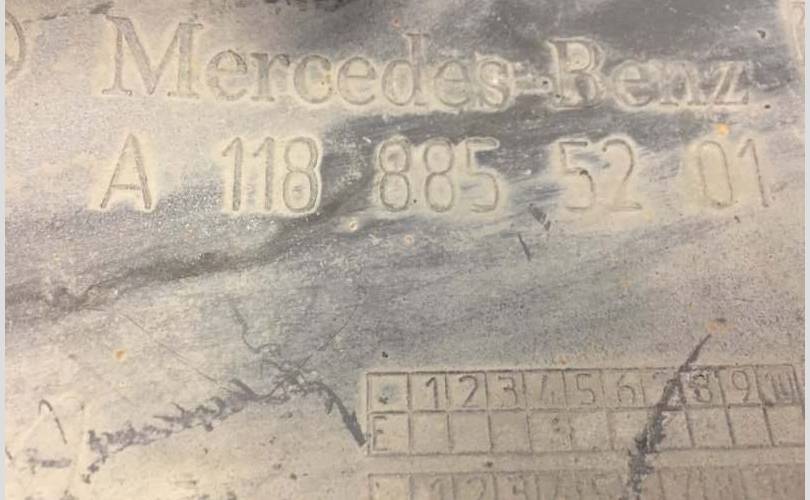 Mercedes-Benz
A 118 885 52 01
1 2 3 4 5 6 7 8 9 10
E